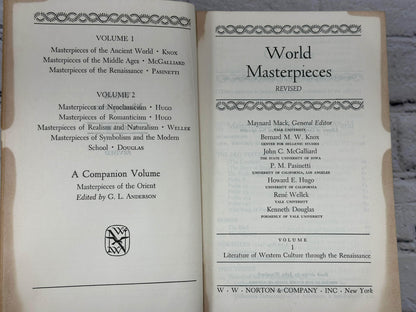 VOLUME 1
Masterpieces of the Ancient World · KNOX
Masterpieces of the Middle Ages · MCGALLIARD
Masterpieces of the Renaissance · PASINETTI
VOLUME 2
Masterpieces of Neoclassicism · HUGO
Masterpieces of Romanticism · HUGO
Masterpieces of Realism and Naturalism · WELLEK
Masterpieces of Symbolism and the Modern
School · DOUGLAS
A Companion Volume
Masterpieces of the Orient
Edited by G. L. ANDERSON
World
Masterpieces
REVISED
Maynard Mack, General Editor
YALE UNIVERSITY
Bernard M. W. Knox
CENTER FOR HELLENIC STUDIES
John C. McGalliard
THE STATE UNIVERSITY OF IOWA
P. M. Pasinetti
UNIVERSITY OF CALIFORNIA, LOS ANGELES
Howard E. Hugo
UNIVERSITY OF CALIFORNIA
René Wellek
YALE UNIVERSITY
Kenneth Douglas
FORMERLY OF YALE UNIVERSITY
VOLUME
1
Literature of Western Culture through the Renaissance
W · W · NORTON & COMPANY · INC · New York